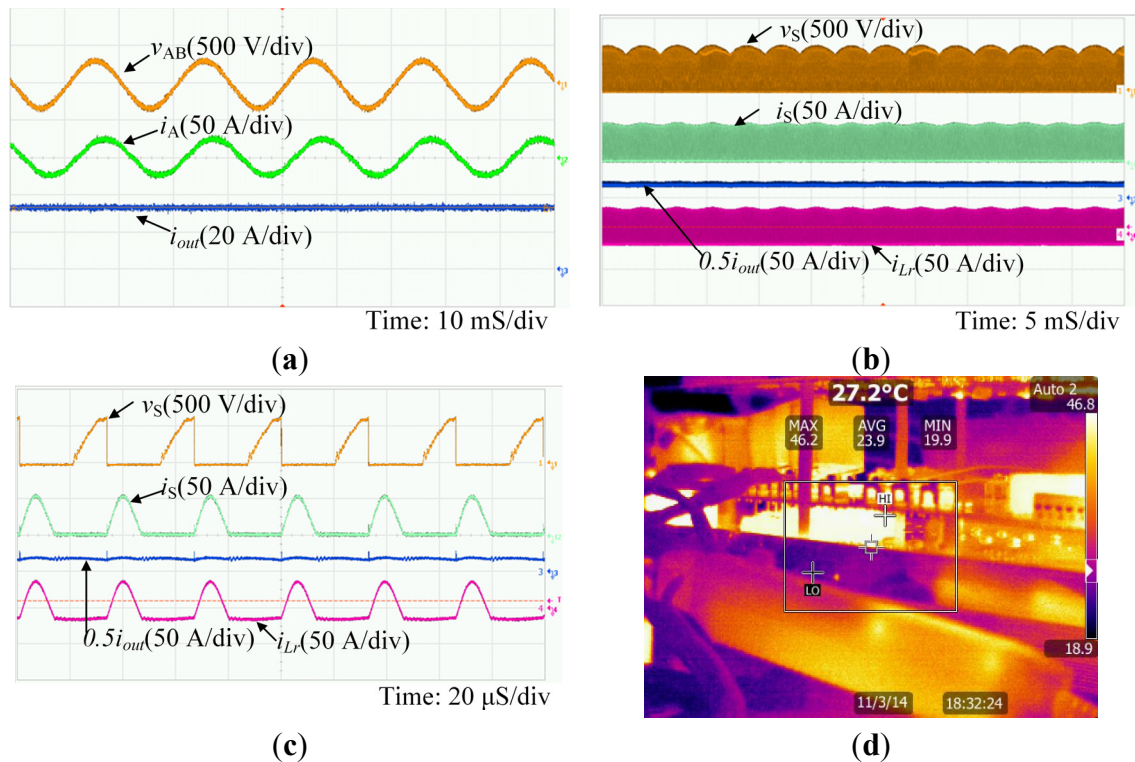 vAB(500 V/div)
iA(50 A/div)
iout(20 A/div)
Time: 10 mS/div
(a)
vS(500 V/div)
iS(50 A/div)
0.5iout(50 A/div)
iLr(50 A/div)
Time: 5 mS/div
(b)
vS(500 V/div)
iS(50 A/div)
0.5iout(50 A/div)
iLr(50 A/div)
Time: 20 μS/div
(c)
27.2°C
Auto 2
46.8
MAX
46.2
AVG
23.9
MIN
19.9
HI
LO
18.9
11/3/14
18:32:24
(d)